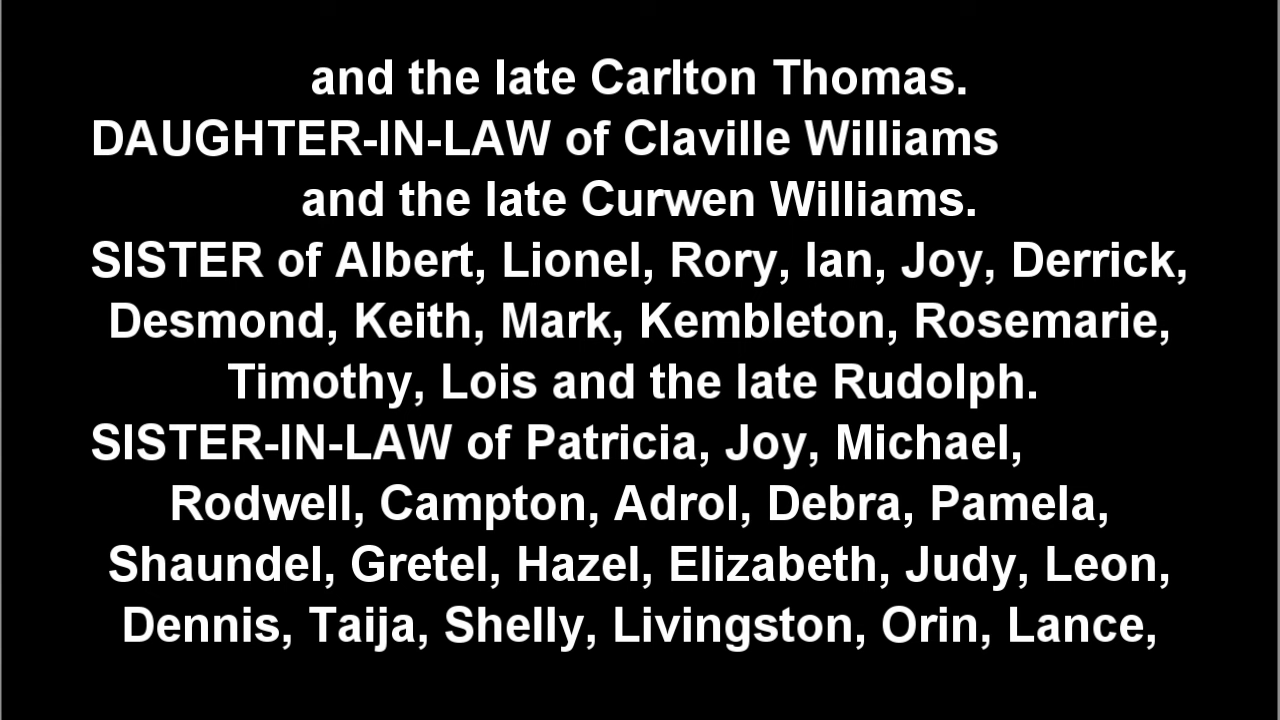 and the late Carlton Thomas.
DAUGHTER-IN-LAW of Claville Williams
and the late Curwen Williams.
SISTER of Albert, Lionel, Rory, Ian, Joy, Derrick,
Desmond, Keith, Mark, Kembleton, Rosemarie,
Timothy, Lois and the late Rudolph.
SISTER-IN-LAW of Patricia, Joy, Michael,
Rodwell, Campton, Adrol, Debra, Pamela,
Shaundel, Gretel, Hazel, Elizabeth, Judy, Leon,
Dennis, Taija, Shelly, Livingston, Orin, Lance,